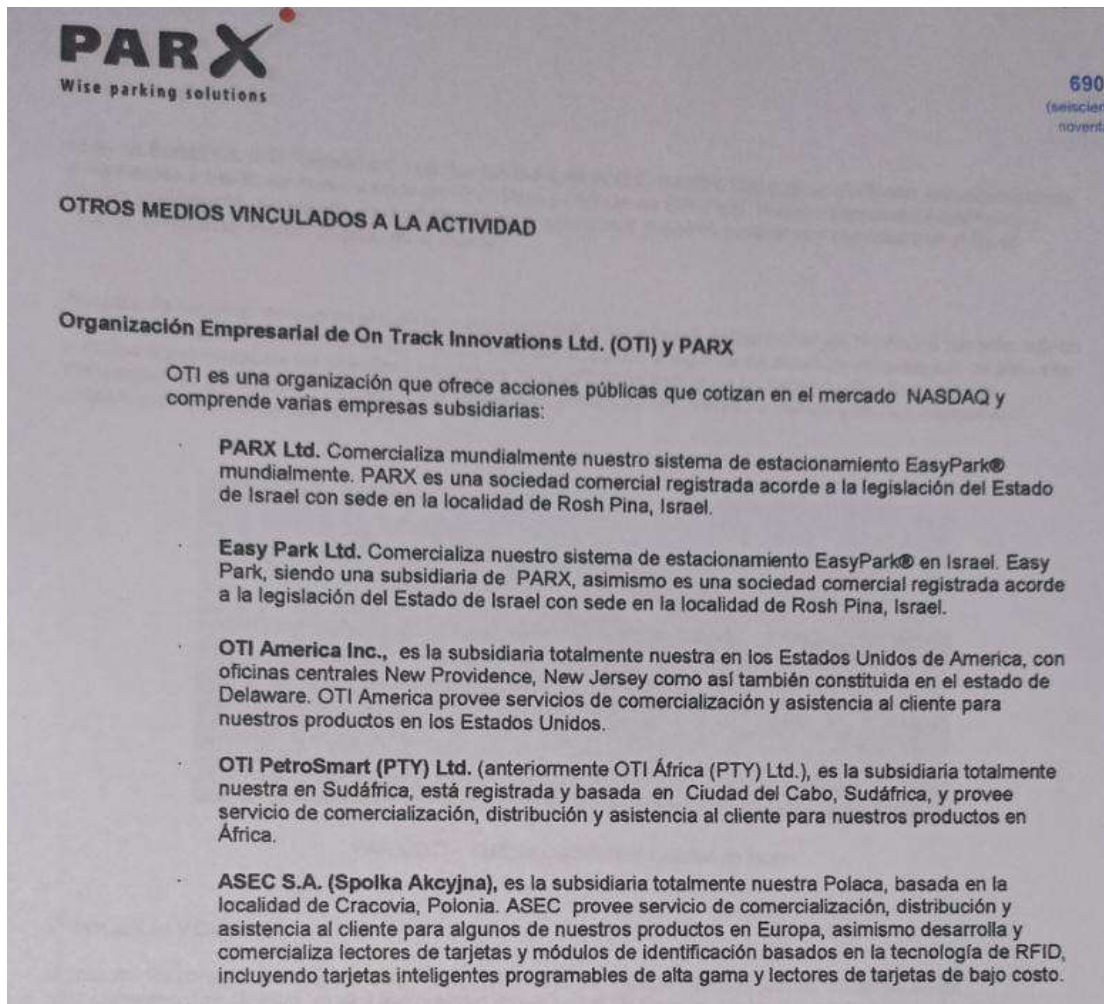 PARX
Wise parking solutions
690
(seiscien
noventa
OTROS MEDIOS VINCULADOS A LA ACTIVIDAD
Organización Empresarial de On Track Innovations Ltd. (OTI) y PARX
OTI es una organización que ofrece acciones públicas que cotizan en el mercado NASDAQ y
comprende varias empresas subsidiarias:
· PARX Ltd. Comercializa mundialmente nuestro sistema de estacionamiento EasyPark®
mundialmente. PARX es una sociedad comercial registrada acorde a la legislación del Estado
de Israel con sede en la localidad de Rosh Pina, Israel.
· Easy Park Ltd. Comercializa nuestro sistema de estacionamiento EasyPark® en Israel. Easy
Park, siendo una subsidiaria de PARX, asimismo es una sociedad comercial registrada acorde
a la legislación del Estado de Israel con sede en la localidad de Rosh Pina, Israel.
· OTI America Inc., es la subsidiaria totalmente nuestra en los Estados Unidos de America, con
oficinas centrales New Providence, New Jersey como así también constituida en el estado de
Delaware. OTI America provee servicios de comercialización y asistencia al cliente para
nuestros productos en los Estados Unidos.
· OTI PetroSmart (PTY) Ltd. (anteriormente OTI África (PTY) Ltd.), es la subsidiaria totalmente
nuestra en Sudáfrica, está registrada y basada en Ciudad del Cabo, Sudáfrica, y provee
servicio de comercialización, distribución y asistencia al cliente para nuestros productos en
África.
· ASEC S.A. (Spolka Akcyjna), es la subsidiaria totalmente nuestra Polaca, basada en la
localidad de Cracovia, Polonia. ASEC provee servicio de comercialización, distribución y
asistencia al cliente para algunos de nuestros productos en Europa, asimismo desarrolla y
comercializa lectores de tarjetas y módulos de identificación basados en la tecnología de RFID,
incluyendo tarjetas inteligentes programables de alta gama y lectores de tarjetas de bajo costo.